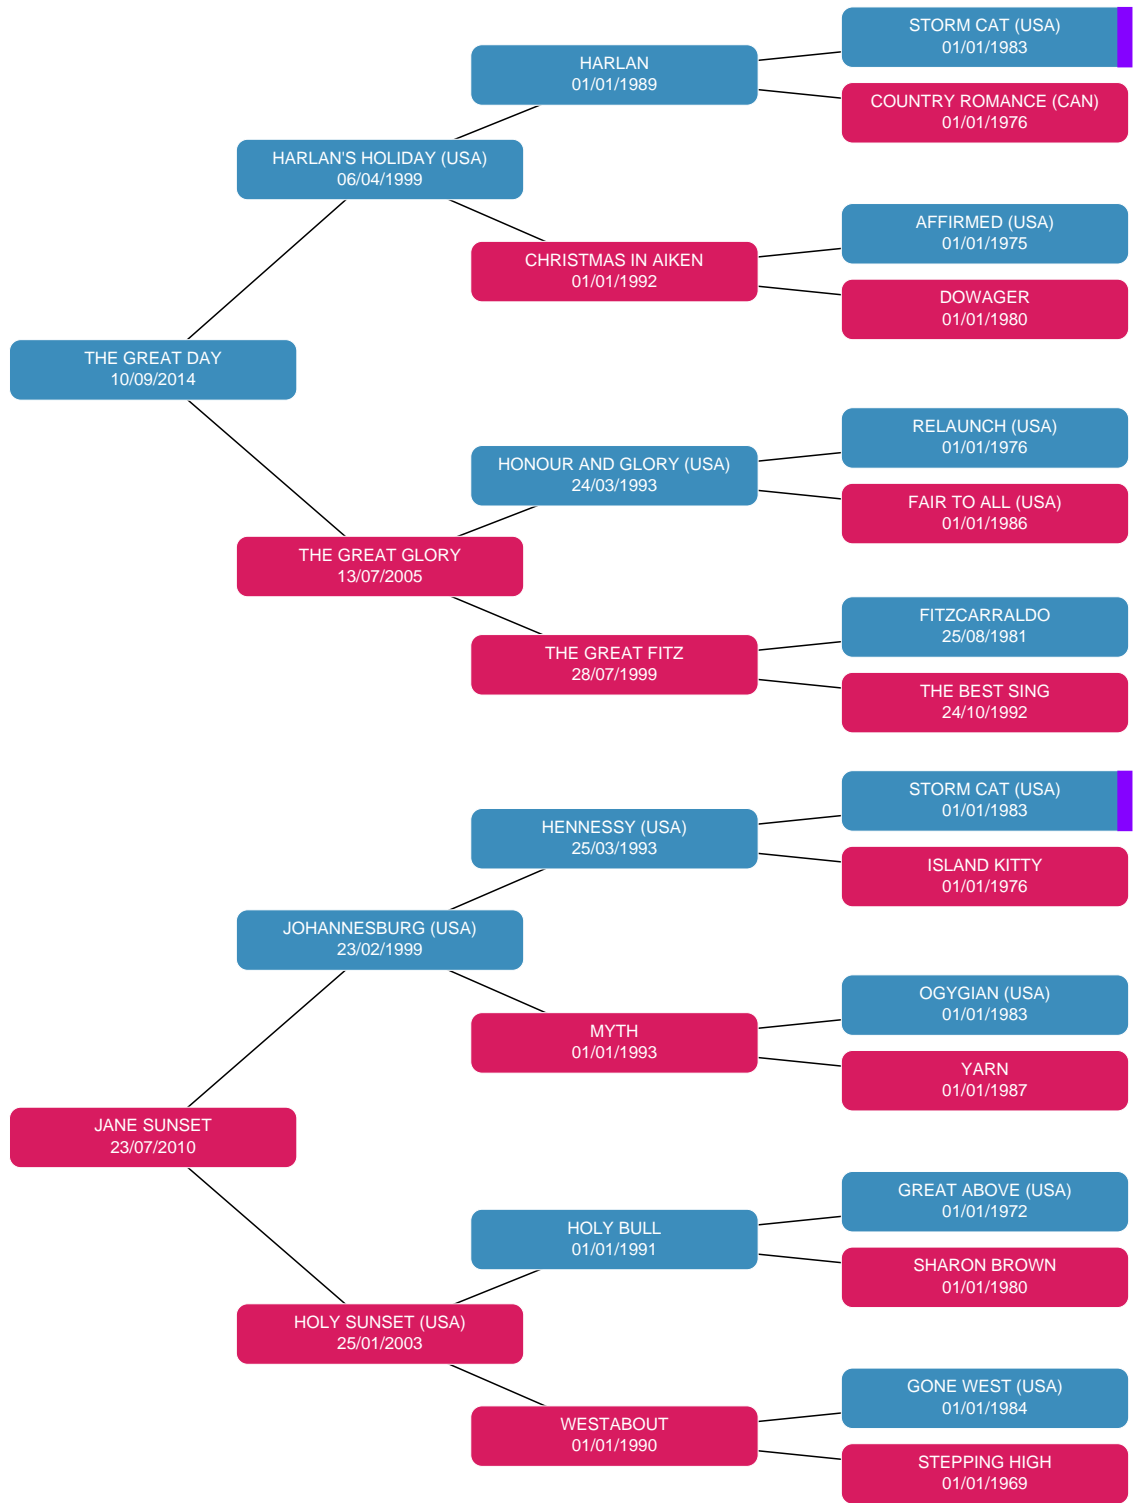 STORM CAT (USA)
01/01/1983
HARLAN
01/01/1989
COUNTRY ROMANCE (CAN)
01/01/1976
HARLAN'S HOLIDAY (USA)
06/04/1999
AFFIRMED (USA)
01/01/1975
CHRISTMAS IN AIKEN
01/01/1992
DOWAGER
01/01/1980
THE GREAT DAY
10/09/2014
RELAUNCH (USA)
01/01/1976
HONOUR AND GLORY (USA)
24/03/1993
FAIR TO ALL (USA)
01/01/1986
THE GREAT GLORY
13/07/2005
FITZCARRALDO
25/08/1981
THE GREAT FITZ
28/07/1999
THE BEST SING
24/10/1992
STORM CAT (USA)
01/01/1983
HENNESSY (USA)
25/03/1993
ISLAND KITTY
01/01/1976
JOHANNESBURG (USA)
23/02/1999
OGYGIAN (USA)
01/01/1983
MYTH
01/01/1993
YARN
01/01/1987
JANE SUNSET
23/07/2010
GREAT ABOVE (USA)
01/01/1972
HOLY BULL
01/01/1991
SHARON BROWN
01/01/1980
HOLY SUNSET (USA)
25/01/2003
GONE WEST (USA)
01/01/1984
WESTABOUT
01/01/1990
STEPPING HIGH
01/01/1969